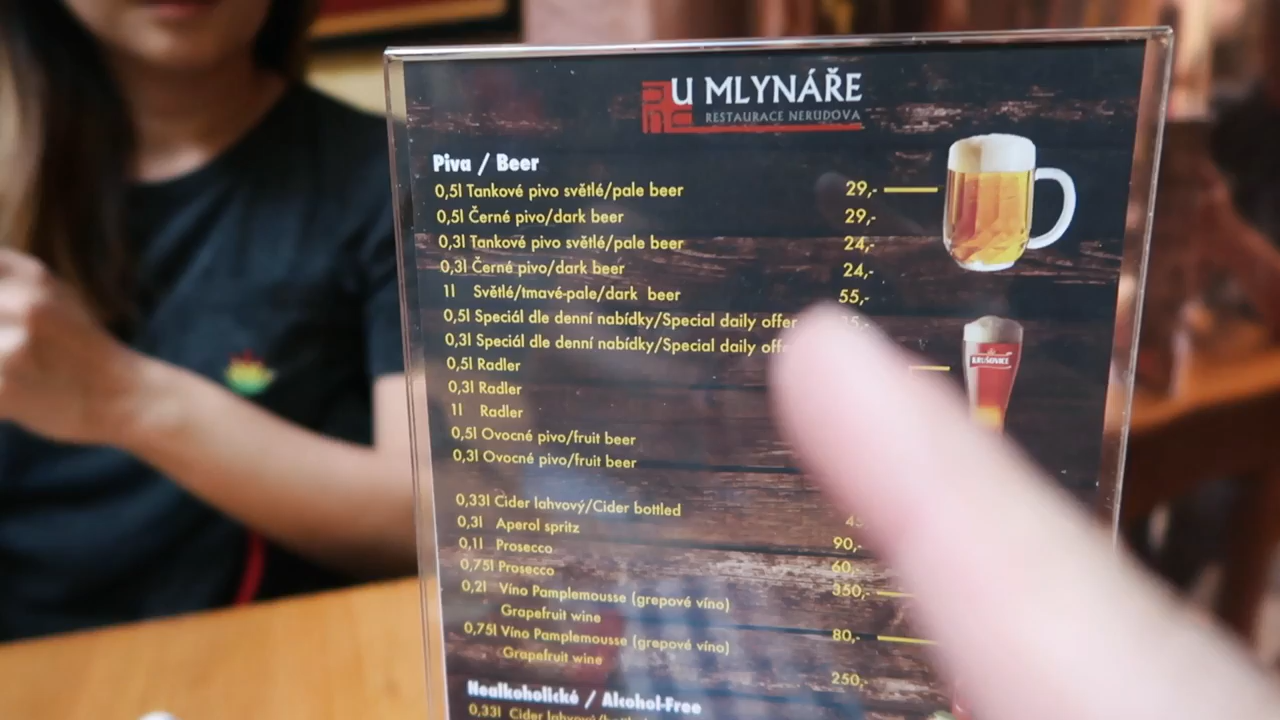 U MLYNÁŘE
RESTAURACE NERUDOVA
Piva / Beer
0,5l Tankové pivo světlé/pale beer 29,-
0,5l Černé pivo/dark beer 29,-
0,3l Tankové pivo světlé/pale beer 24,-
0,3l Černé pivo/dark beer 24,-
1l Světlé/tmavé-pale/dark beer 55,-
0,5l Speciál dle denní nabídky/Special daily offer
0,3l Speciál dle denní nabídky/Special daily
0,5l Radler
0,3l Radler
1l Radler
0,5l Ovocné pivo/fruit beer
0,3l Ovocné pivo/fruit beer
KRUŠOVICE
0,33l Cider lahvový/Cider bottled
0,3l Aperol spritz 90,-
0,1l Prosecco 60,-
0,75l Prosecco 350,-
0,2l Víno Pamplemousse (grepové víno)
Grapefruit wine 80,-
0,75l Víno Pamplemousse (grepové víno)
Grapefruit wine 250,-
Nealkoholické / Alcohol-Free
0,33l Cider